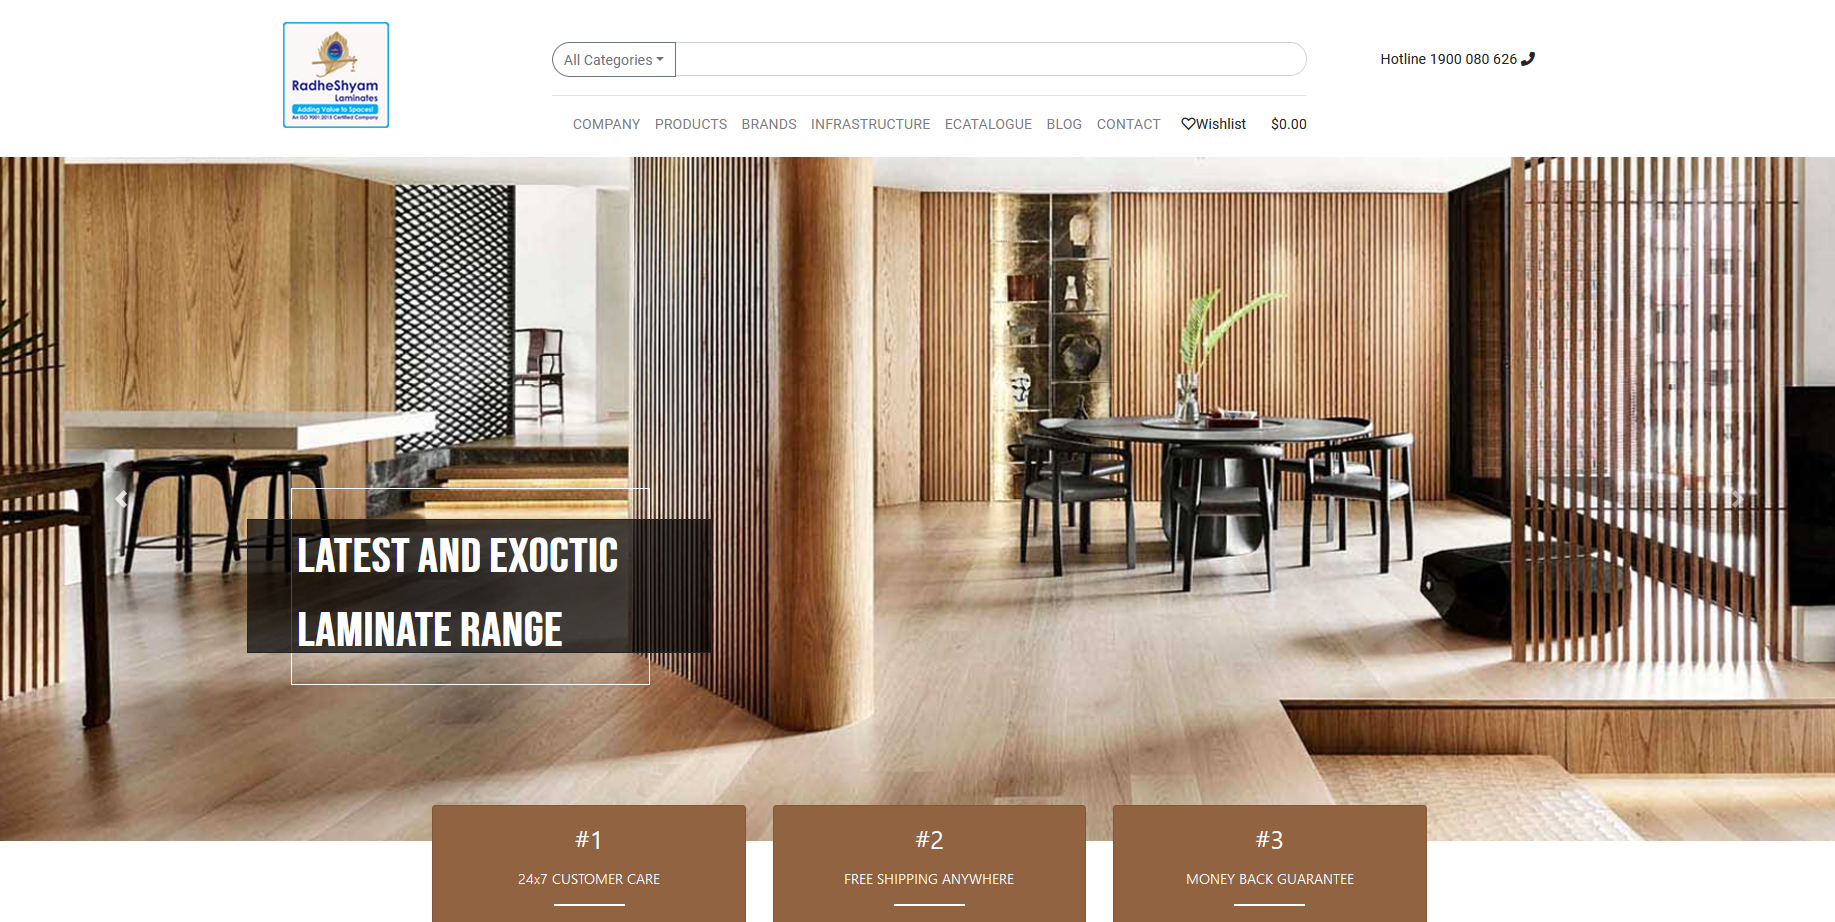 RadheShyam
Laminates
Adding Value to Spaces!
An ISO 9001:2015 Certified Company
All Categories
Hotline 1900 080 626
COMPANY PRODUCTS BRANDS INFRASTRUCTURE ECATALOGUE BLOG CONTACT Wishlist $0.00
LATEST AND EXOCTIC
LAMINATE RANGE
#1
24x7 CUSTOMER CARE
#2
FREE SHIPPING ANYWHERE
#3
MONEY BACK GUARANTEE